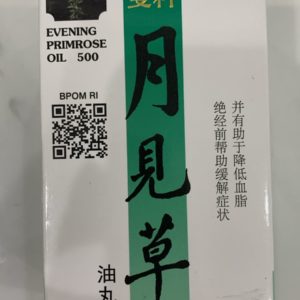 EVENING
PRIMROSE
OIL 500
BPOM RI
月見草
油丸
并有助于降低血脂
绝经前帮助缓解症状